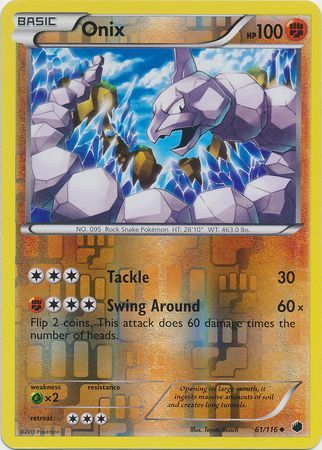 BASIC
Onix
HP100
NO. 095 Rock Snake Pokémon HT: 28'10" WT: 463.0 lbs.
Tackle 30
Swing Around 60×
Flip 2 coins. This attack does 60 damage times the
number of heads.
weakness resistance
×2
retreat
Opening its large mouth, it
ingests massive amounts of soil
and creates long tunnels.
©2013 Pokémon
Illus. Toyste Beach
61/116